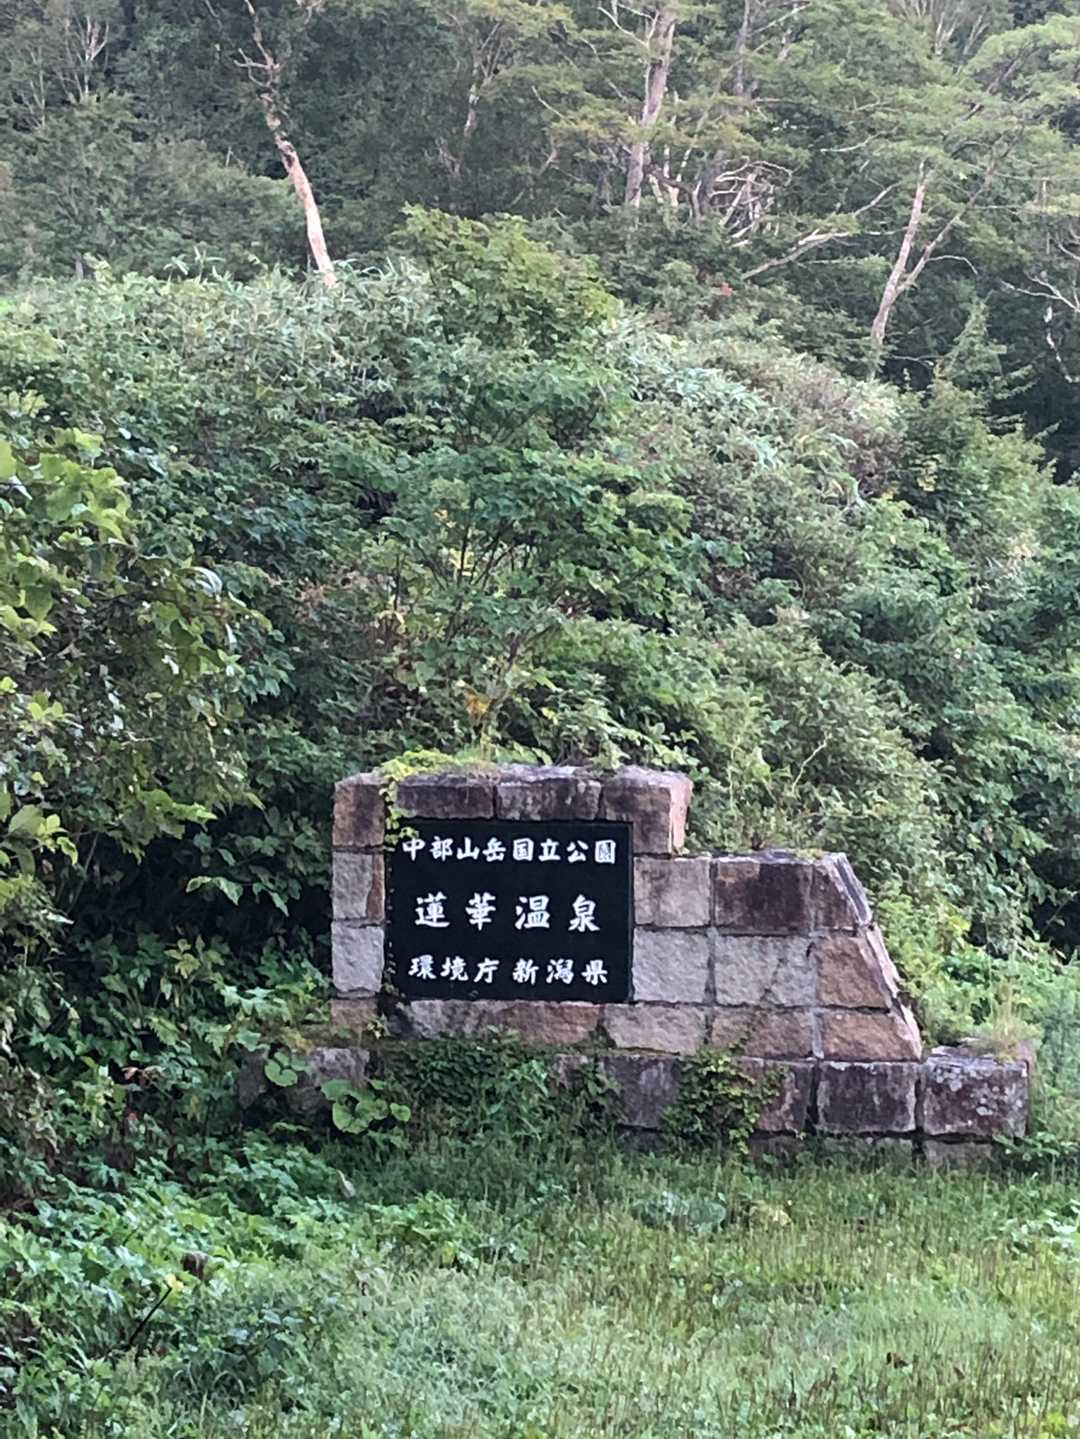 中部山岳国立公園
蓮華温泉
環境庁 新潟県